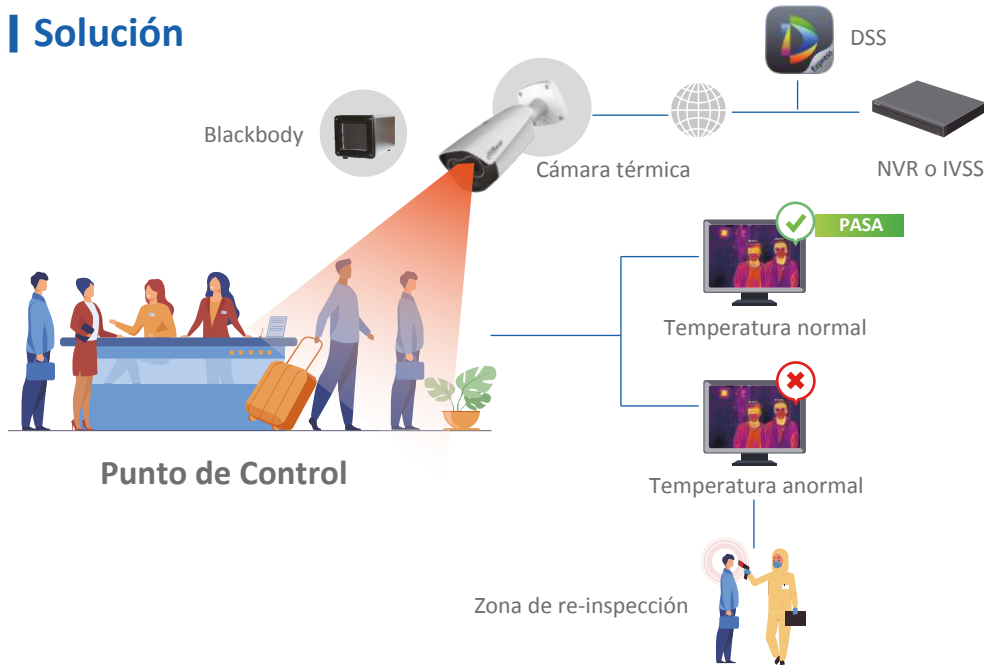 Solución
DSS
Express
Blackbody
Cámara térmica
NVR o IVSS
PASA
Temperatura normal
Punto de Control
Temperatura anormal
Zona de re-inspección